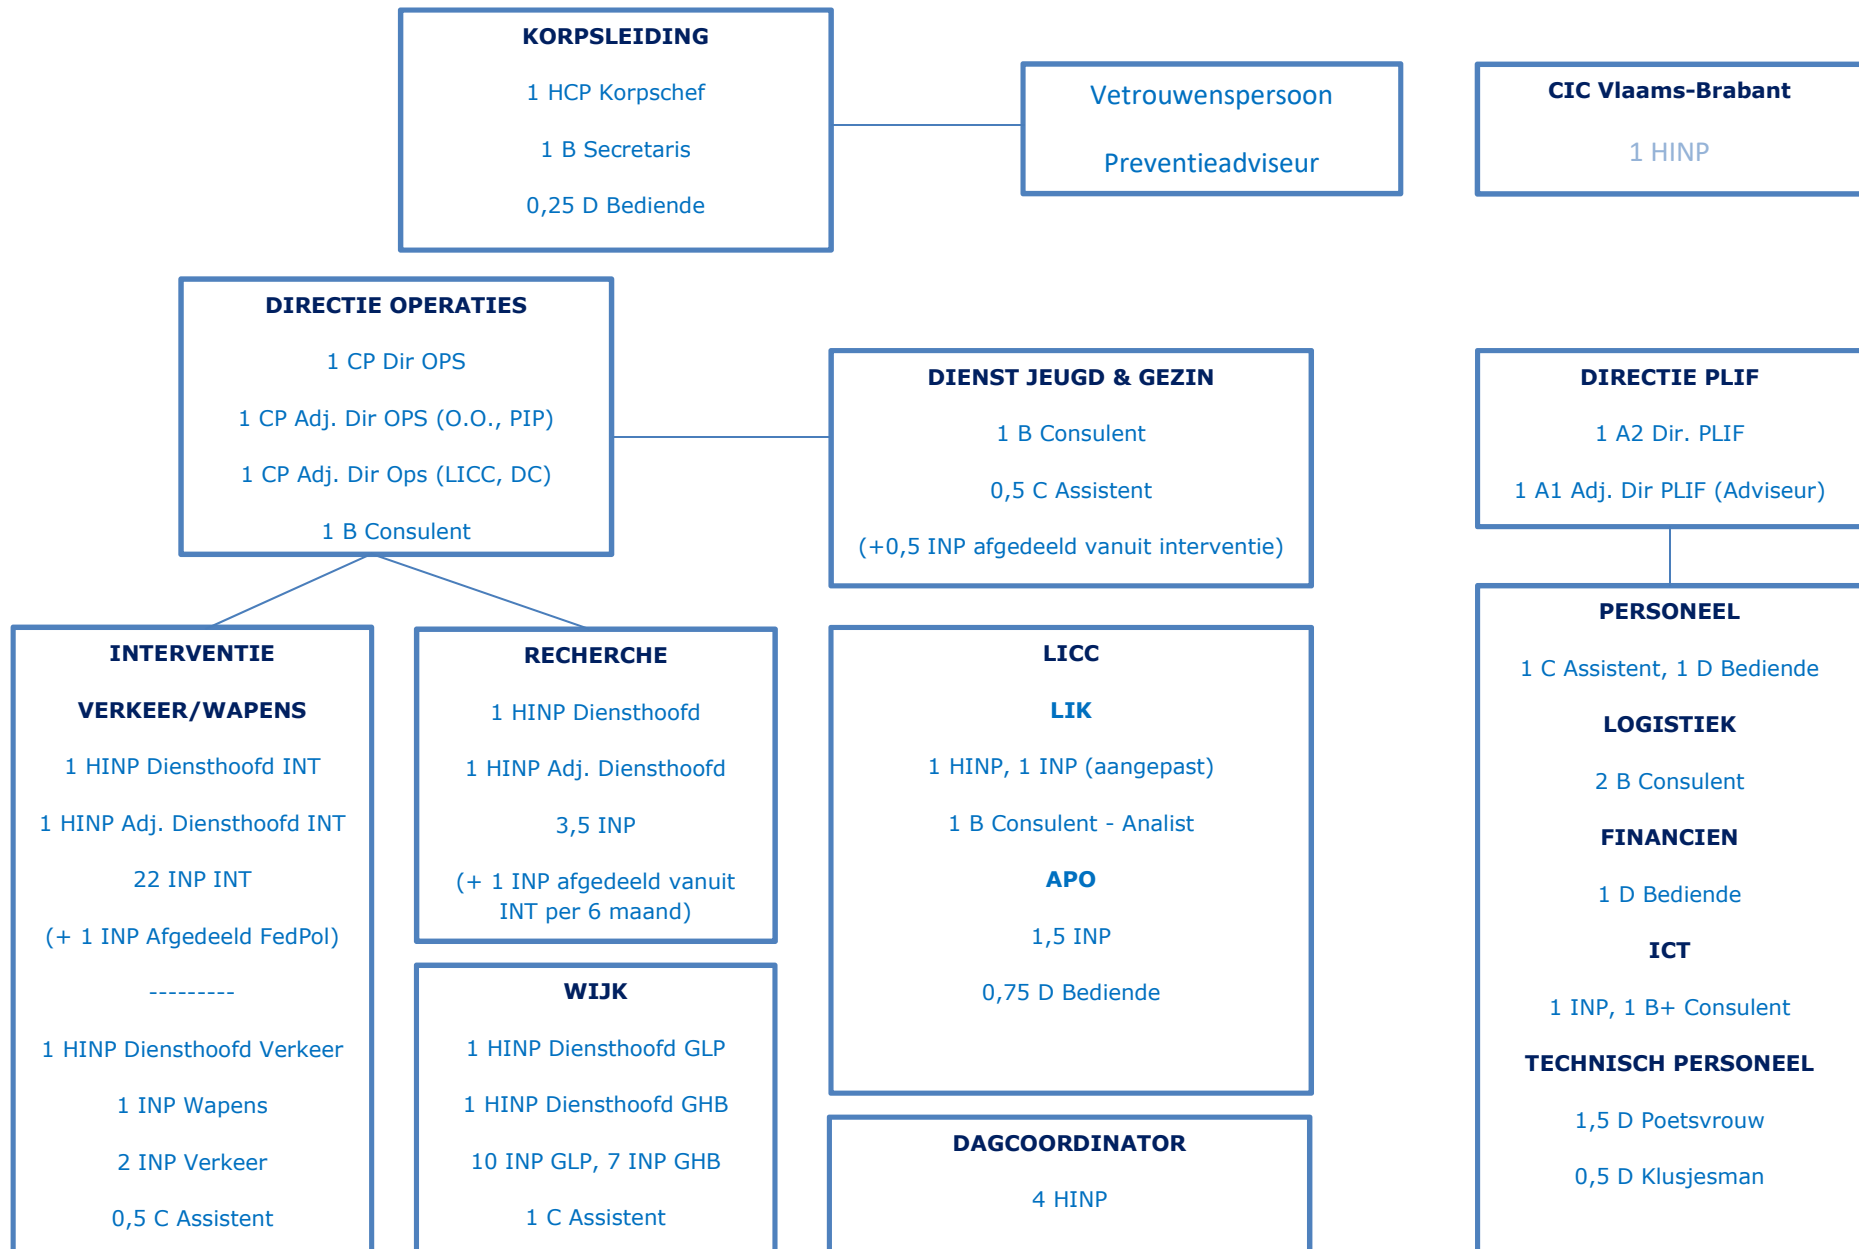 KORPSLEIDING
1 HCP Korpschef
1 B Secretaris
0,25 D Bediende
Vetrouwenspersoon
Preventieadviseur
CIC Vlaams-Brabant
1 HINP
DIRECTIE OPERATIES
1 CP Dir OPS
1 CP Adj. Dir OPS (O.O., PIP)
1 CP Adj. Dir Ops (LICC, DC)
1 B Consulent
DIENST JEUGD & GEZIN
1 B Consulent
0,5 C Assistent
(+0,5 INP afgedeeld vanuit interventie)
DIRECTIE PLIF
1 A2 Dir. PLIF
1 A1 Adj. Dir PLIF (Adviseur)
INTERVENTIE
VERKEER/WAPENS
1 HINP Diensthoofd INT
1 HINP Adj. Diensthoofd INT
22 INP INT
(+ 1 INP Afgedeeld FedPol)
---------
1 HINP Diensthoofd Verkeer
1 INP Wapens
2 INP Verkeer
0,5 C Assistent
RECHERCHE
1 HINP Diensthoofd
1 HINP Adj. Diensthoofd
3,5 INP
(+ 1 INP afgedeeld vanuit
INT per 6 maand)
WIJK
1 HINP Diensthoofd GLP
1 HINP Diensthoofd GHB
10 INP GLP, 7 INP GHB
1 C Assistent
LICC
LIK
1 HINP, 1 INP (aangepast)
1 B Consulent - Analist
APO
1,5 INP
0,75 D Bediende
DAGCOORDINATOR
4 HINP
PERSONEEL
1 C Assistent, 1 D Bediende
LOGISTIEK
2 B Consulent
FINANCIEN
1 D Bediende
ICT
1 INP, 1 B+ Consulent
TECHNISCH PERSONEEL
1,5 D Poetsvrouw
0,5 D Klusjesman